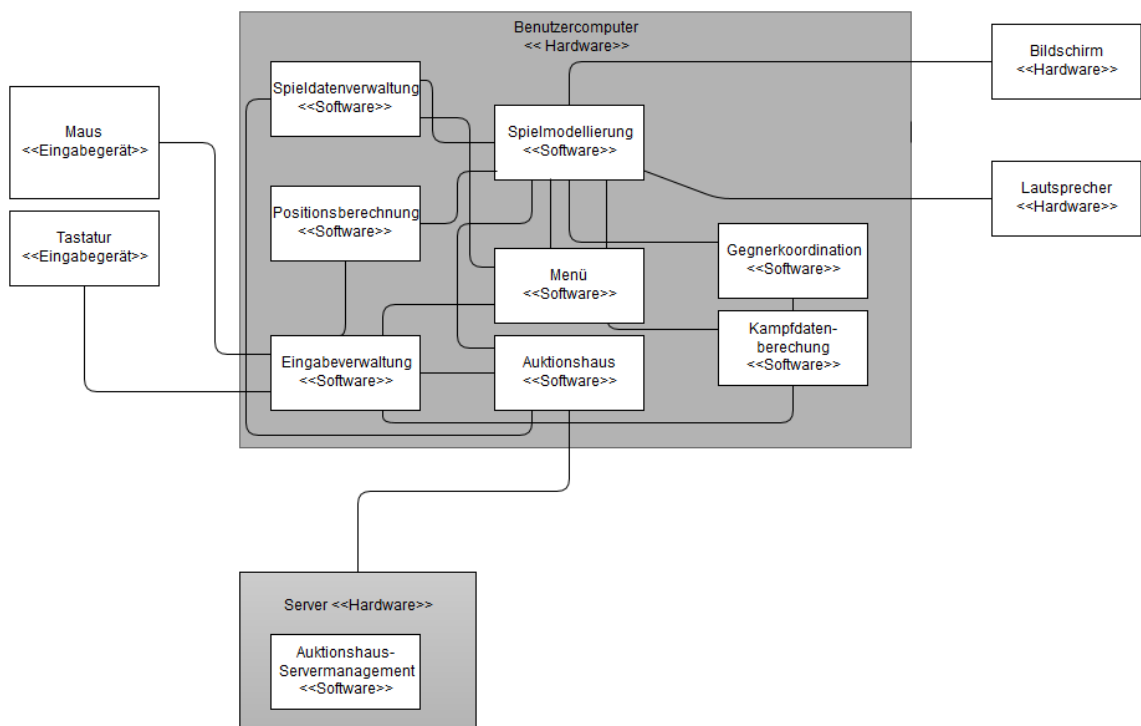 Benutzercomputer
<< Hardware>>
Bildschirm
<<Hardware>>
Spieldatenverwaltung
<<Software>>
Maus
<<Eingabegerät>>
Spielmodellierung
<<Software>>
Lautsprecher
<<Hardware>>
Positionsberechnung
<<Software>>
Tastatur
<<Eingabegerät>>
Gegnerkoordination
<<Software>>
Menü
<<Software>>
Kampfdaten-
berechung
<<Software>>
Eingabeverwaltung
<<Software>>
Auktionshaus
<<Software>>
Server <<Hardware>>
Auktionshaus-
Servermanagement
<<Software>>